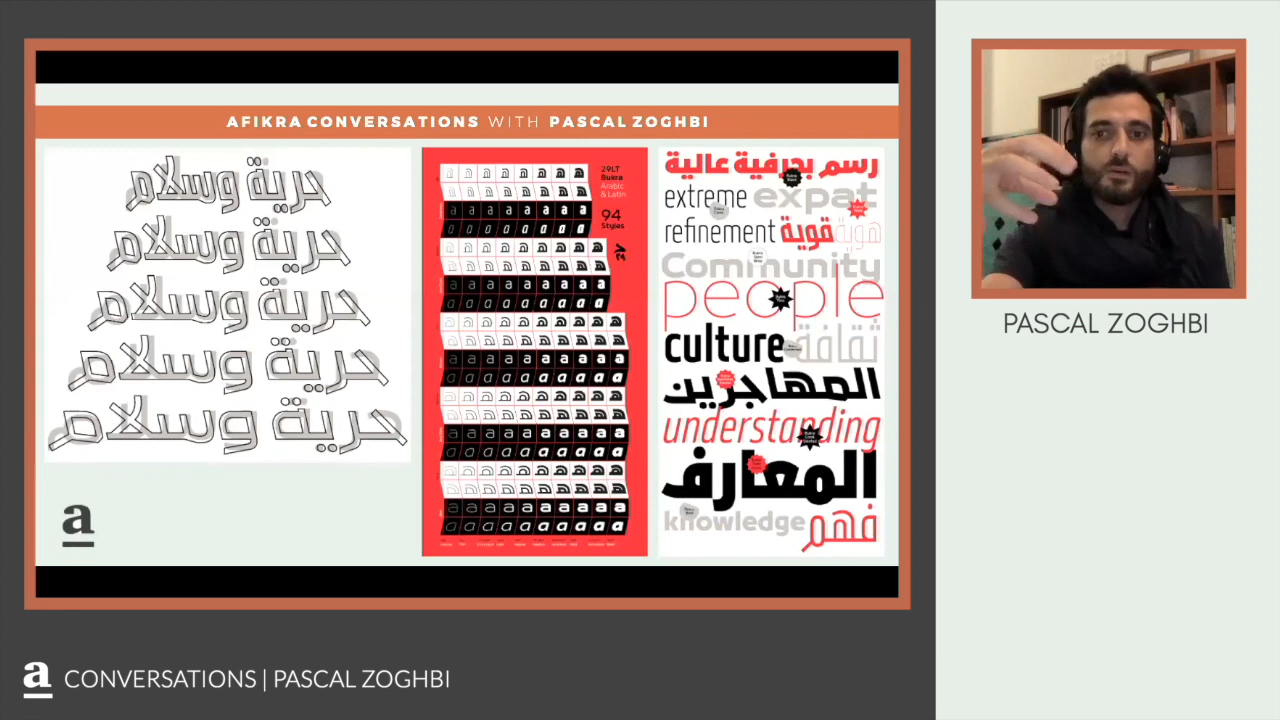 AFIKRA CONVERSATIONS WITH PASCAL ZOGHBI
حرية وسلام
حرية وسلام
حرية وسلام
حرية وسلام
حرية وسلام
29LT
Bukra
Arabic
& Latin
94
Styles
رسم بحرفية عالية
extreme expat
refinement قوية هوية
Community
people
culture ثقافة
المهاجرين
understanding
المعارف
knowledge فهم
a
PASCAL ZOGHBI
a CONVERSATIONS | PASCAL ZOGHBI